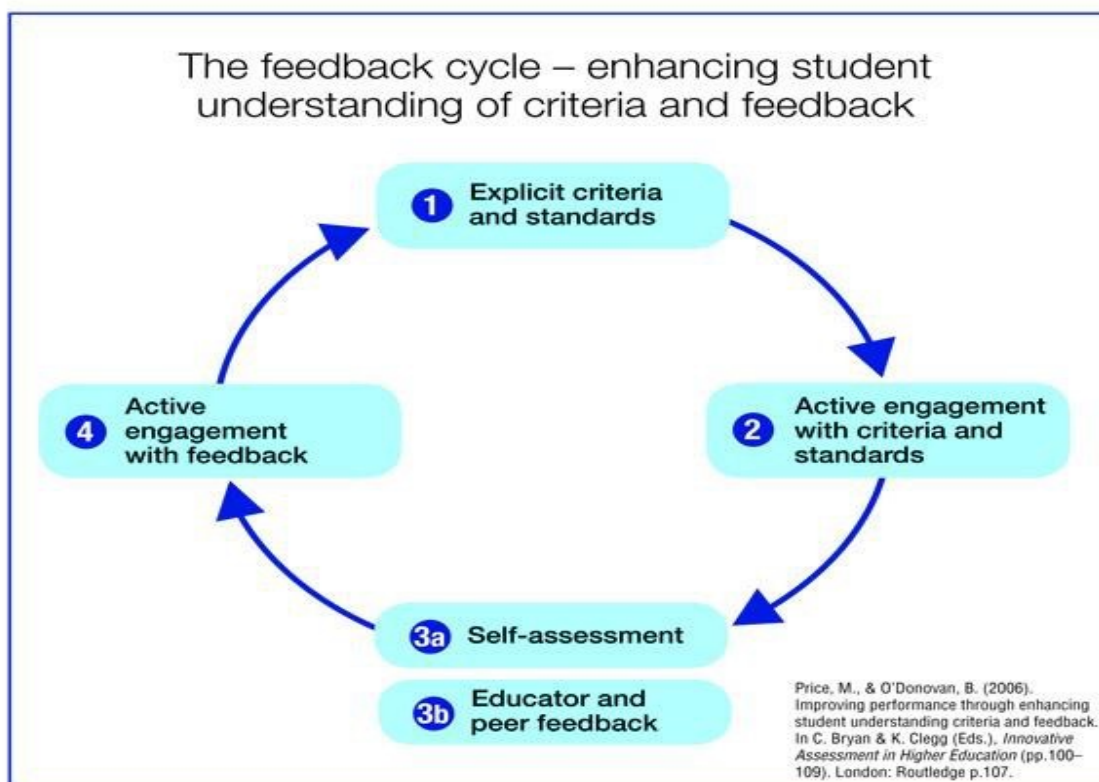 The feedback cycle – enhancing student
understanding of criteria and feedback
1 Explicit criteria
and standards
2 Active engagement
with criteria and
standards
3a Self-assessment
3b Educator and
peer feedback
4 Active
engagement
with feedback
Price, M., & O'Donovan, B. (2006).
Improving performance through enhancing
student understanding criteria and feedback.
In C. Bryan & K. Clegg (Eds.), Innovative
Assessment in Higher Education (pp.100–
109). London: Routledge p.107.